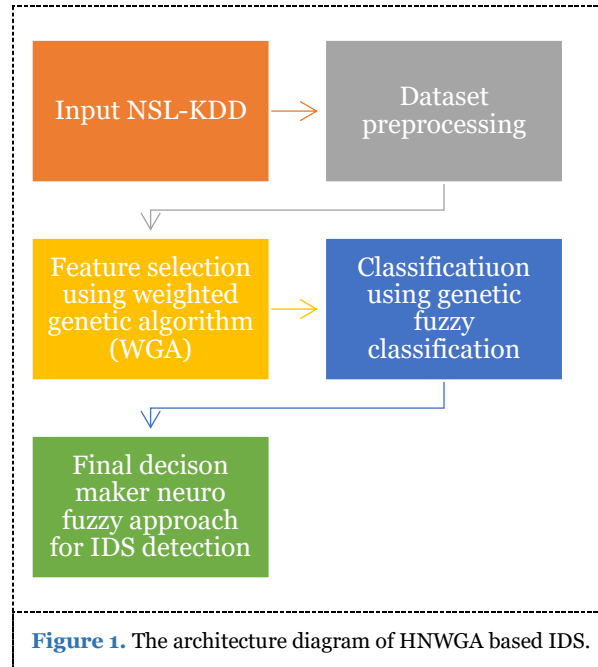 Input NSL-KDD
Dataset
preprocessing
Feature selection
using weighted
genetic algorithm
(WGA)
Classificatiuon
using genetic
fuzzy
classification
Final decison
maker neuro
fuzzy approach
for IDS detection
Figure 1. The architecture diagram of HNWGA based IDS.